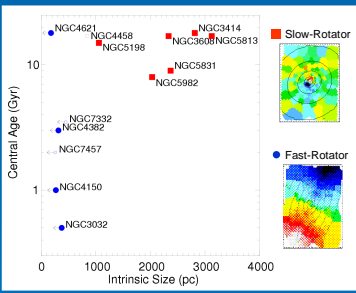 NGC4621
NGC4458
NGC5198
NGC3414
NGC3608
NGC5813
NGC5831
NGC5982
NGC7332
NGC4382
NGC7457
NGC4150
NGC3032
10
1
Central Age (Gyr)
0 1000 2000 3000 4000
Intrinsic Size (pc)
Slow-Rotator
Fast-Rotator